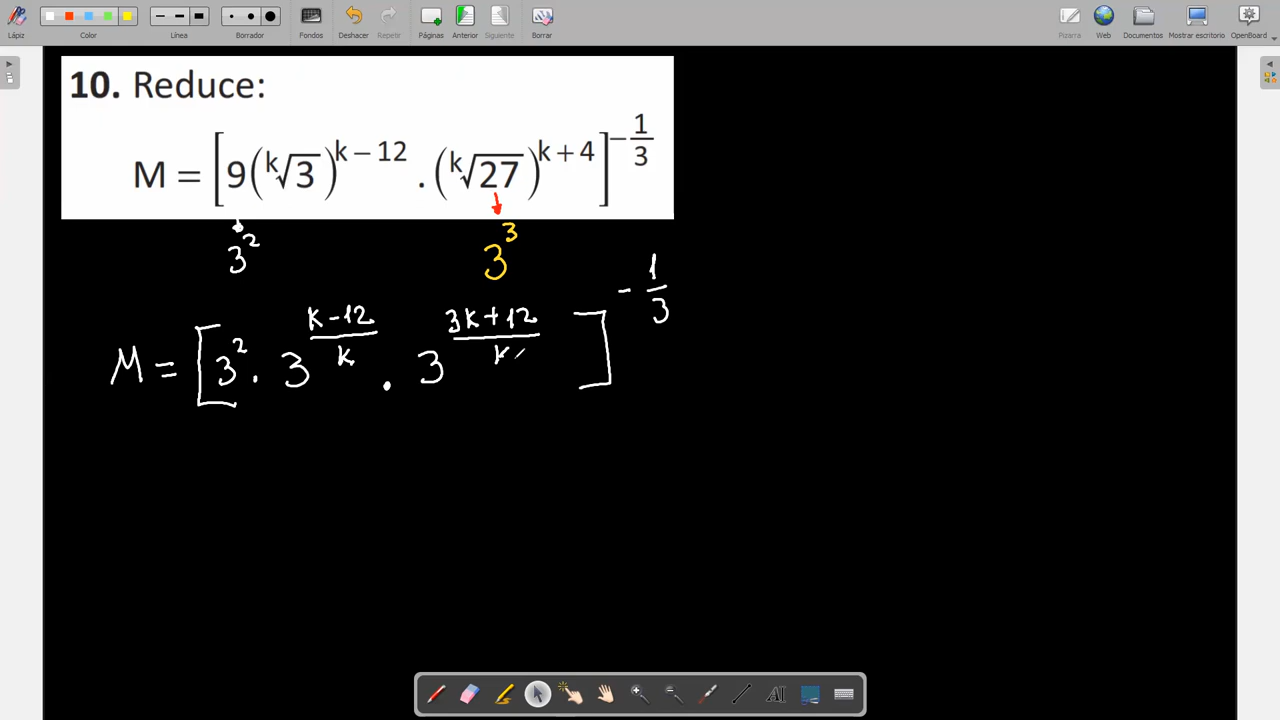 Lápiz Color Línea Borrador Fondos Deshacer Repetir Páginas Anterior Siguiente Borrar Pizarra Web Documentos Mostrar escritorio OpenBoard
10. Reduce:
M = [9(ᵏ√3)^(k – 12) . (ᵏ√27)^(k + 4)]^(–1/3)
3² 3³
M = [3² . 3^((k-12)/k) . 3^((3k+12)/k)]^(-1/3)
AI